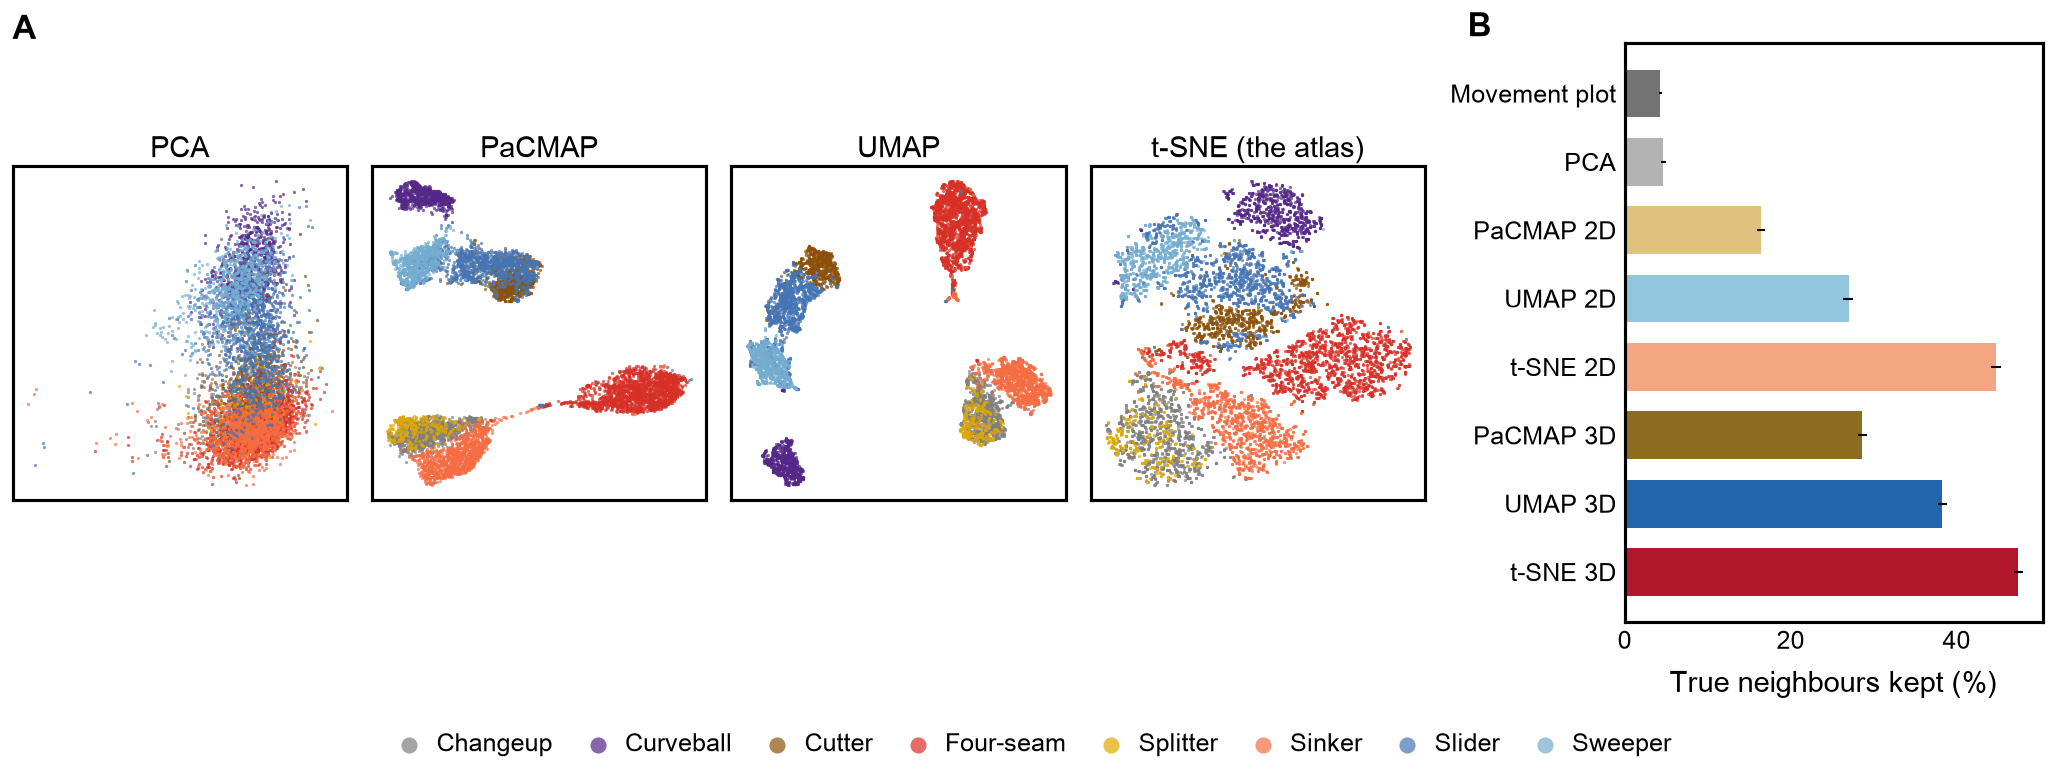 A
PCA
PaCMAP
UMAP
t-SNE (the atlas)
B
Movement plot
PCA
PaCMAP 2D
UMAP 2D
t-SNE 2D
PaCMAP 3D
UMAP 3D
t-SNE 3D
0 20 40
True neighbours kept (%)
Changeup Curveball Cutter Four-seam Splitter Sinker Slider Sweeper